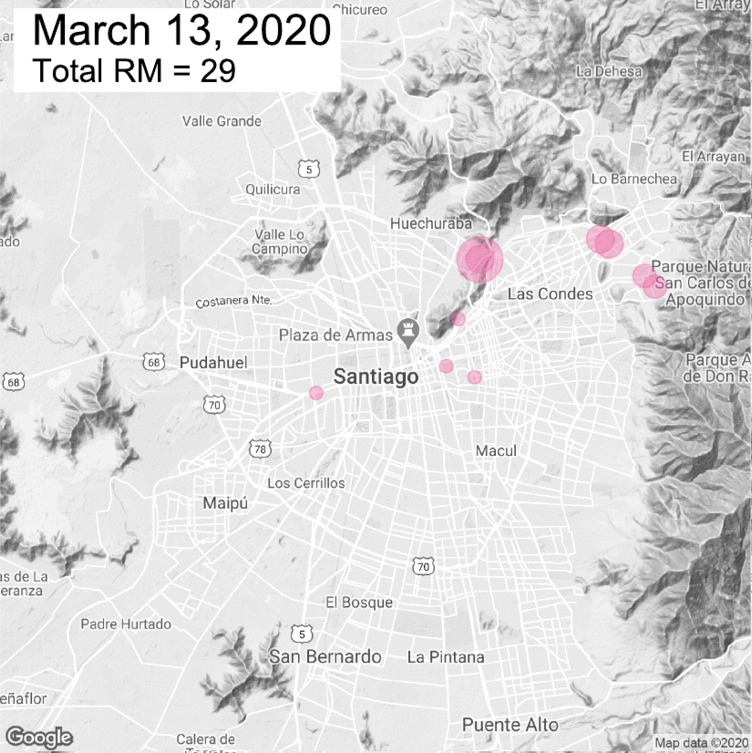 March 13, 2020
Total RM = 29
Lo Solar
Chicureo
El Array
La Dehesa
Valle Grande
El Arrayan
5
Quilicura
Lo Barnechea
Huechuraba
Valle Lo
Campino
Parque Natura
San Carlos de
Apoquindo
Las Condes
Costanera Nte.
Plaza de Armas
Pudahuel
68
68
Santiago
Parque A
de Don R
70
Macul
78
Los Cerrillos
Maipú
70
as de La
eranza
El Bosque
Padre Hurtado
5
San Bernardo
La Pintana
eñaflor
Puente Alto
Google
Calera de
Map data ©2020